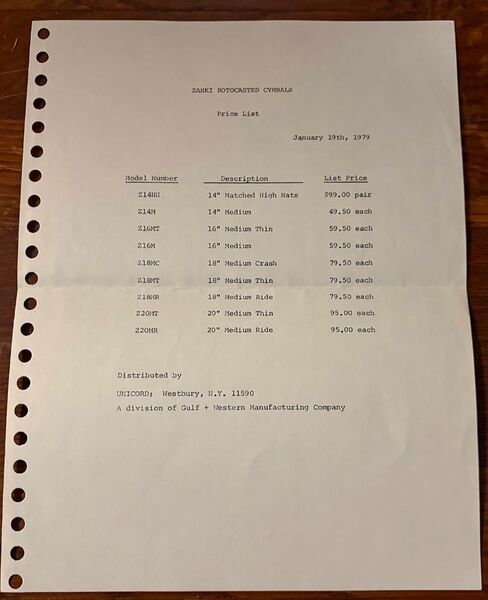 ZANKI ROTOCASTED CYMBALS
Price List
January 19th, 1979
Model Number Description List Price
Z14HH 14" Matched High Hats $99.00 pair
Z14M 14" Medium 49.50 each
Z16MT 16" Medium Thin 59.50 each
Z16M 16" Medium 59.50 each
Z18MC 18" Medium Crash 79.50 each
Z18MT 18" Medium Thin 79.50 each
Z18MR 18" Medium Ride 79.50 each
Z20MT 20" Medium Thin 95.00 each
Z20MR 20" Medium Ride 95.00 each
Distributed by
UNICORD; Westbury, N.Y. 11590
A division of Gulf + Western Manufacturing Company